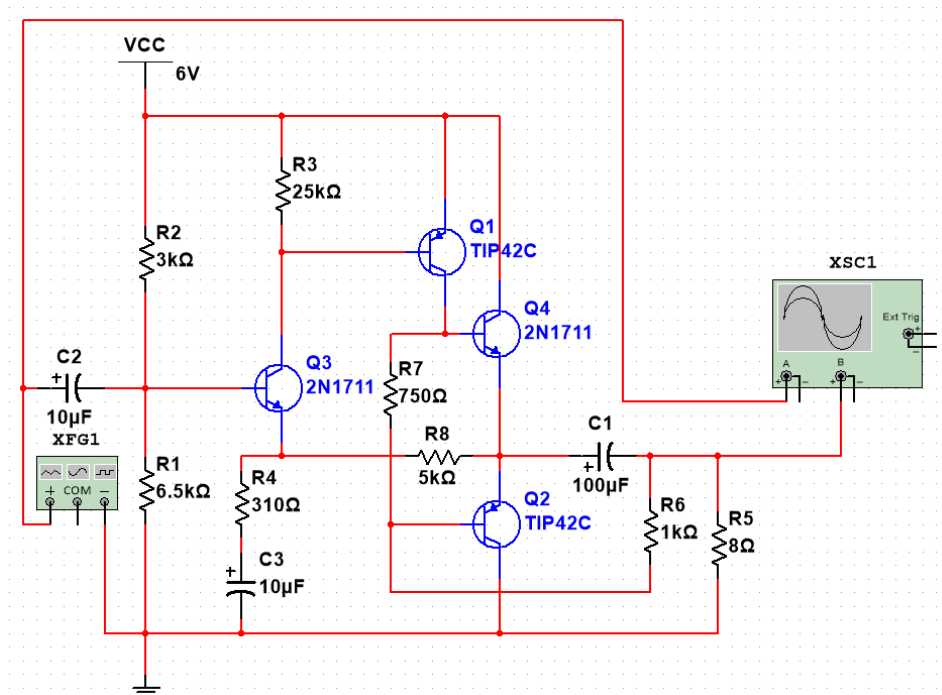 VCC
6V
R3
25kΩ
R2
3kΩ
Q1
TIP42C
XSC1
Ext Trig
+
−
A
B
+ − + −
Q4
2N1711
C2
+
10µF
Q3
2N1711
R7
750Ω
XFG1
+ COM −
R1
6.5kΩ
R4
310Ω
R8
5kΩ
C1
+
100µF
Q2
TIP42C
R6
1kΩ
R5
8Ω
C3
+
10µF